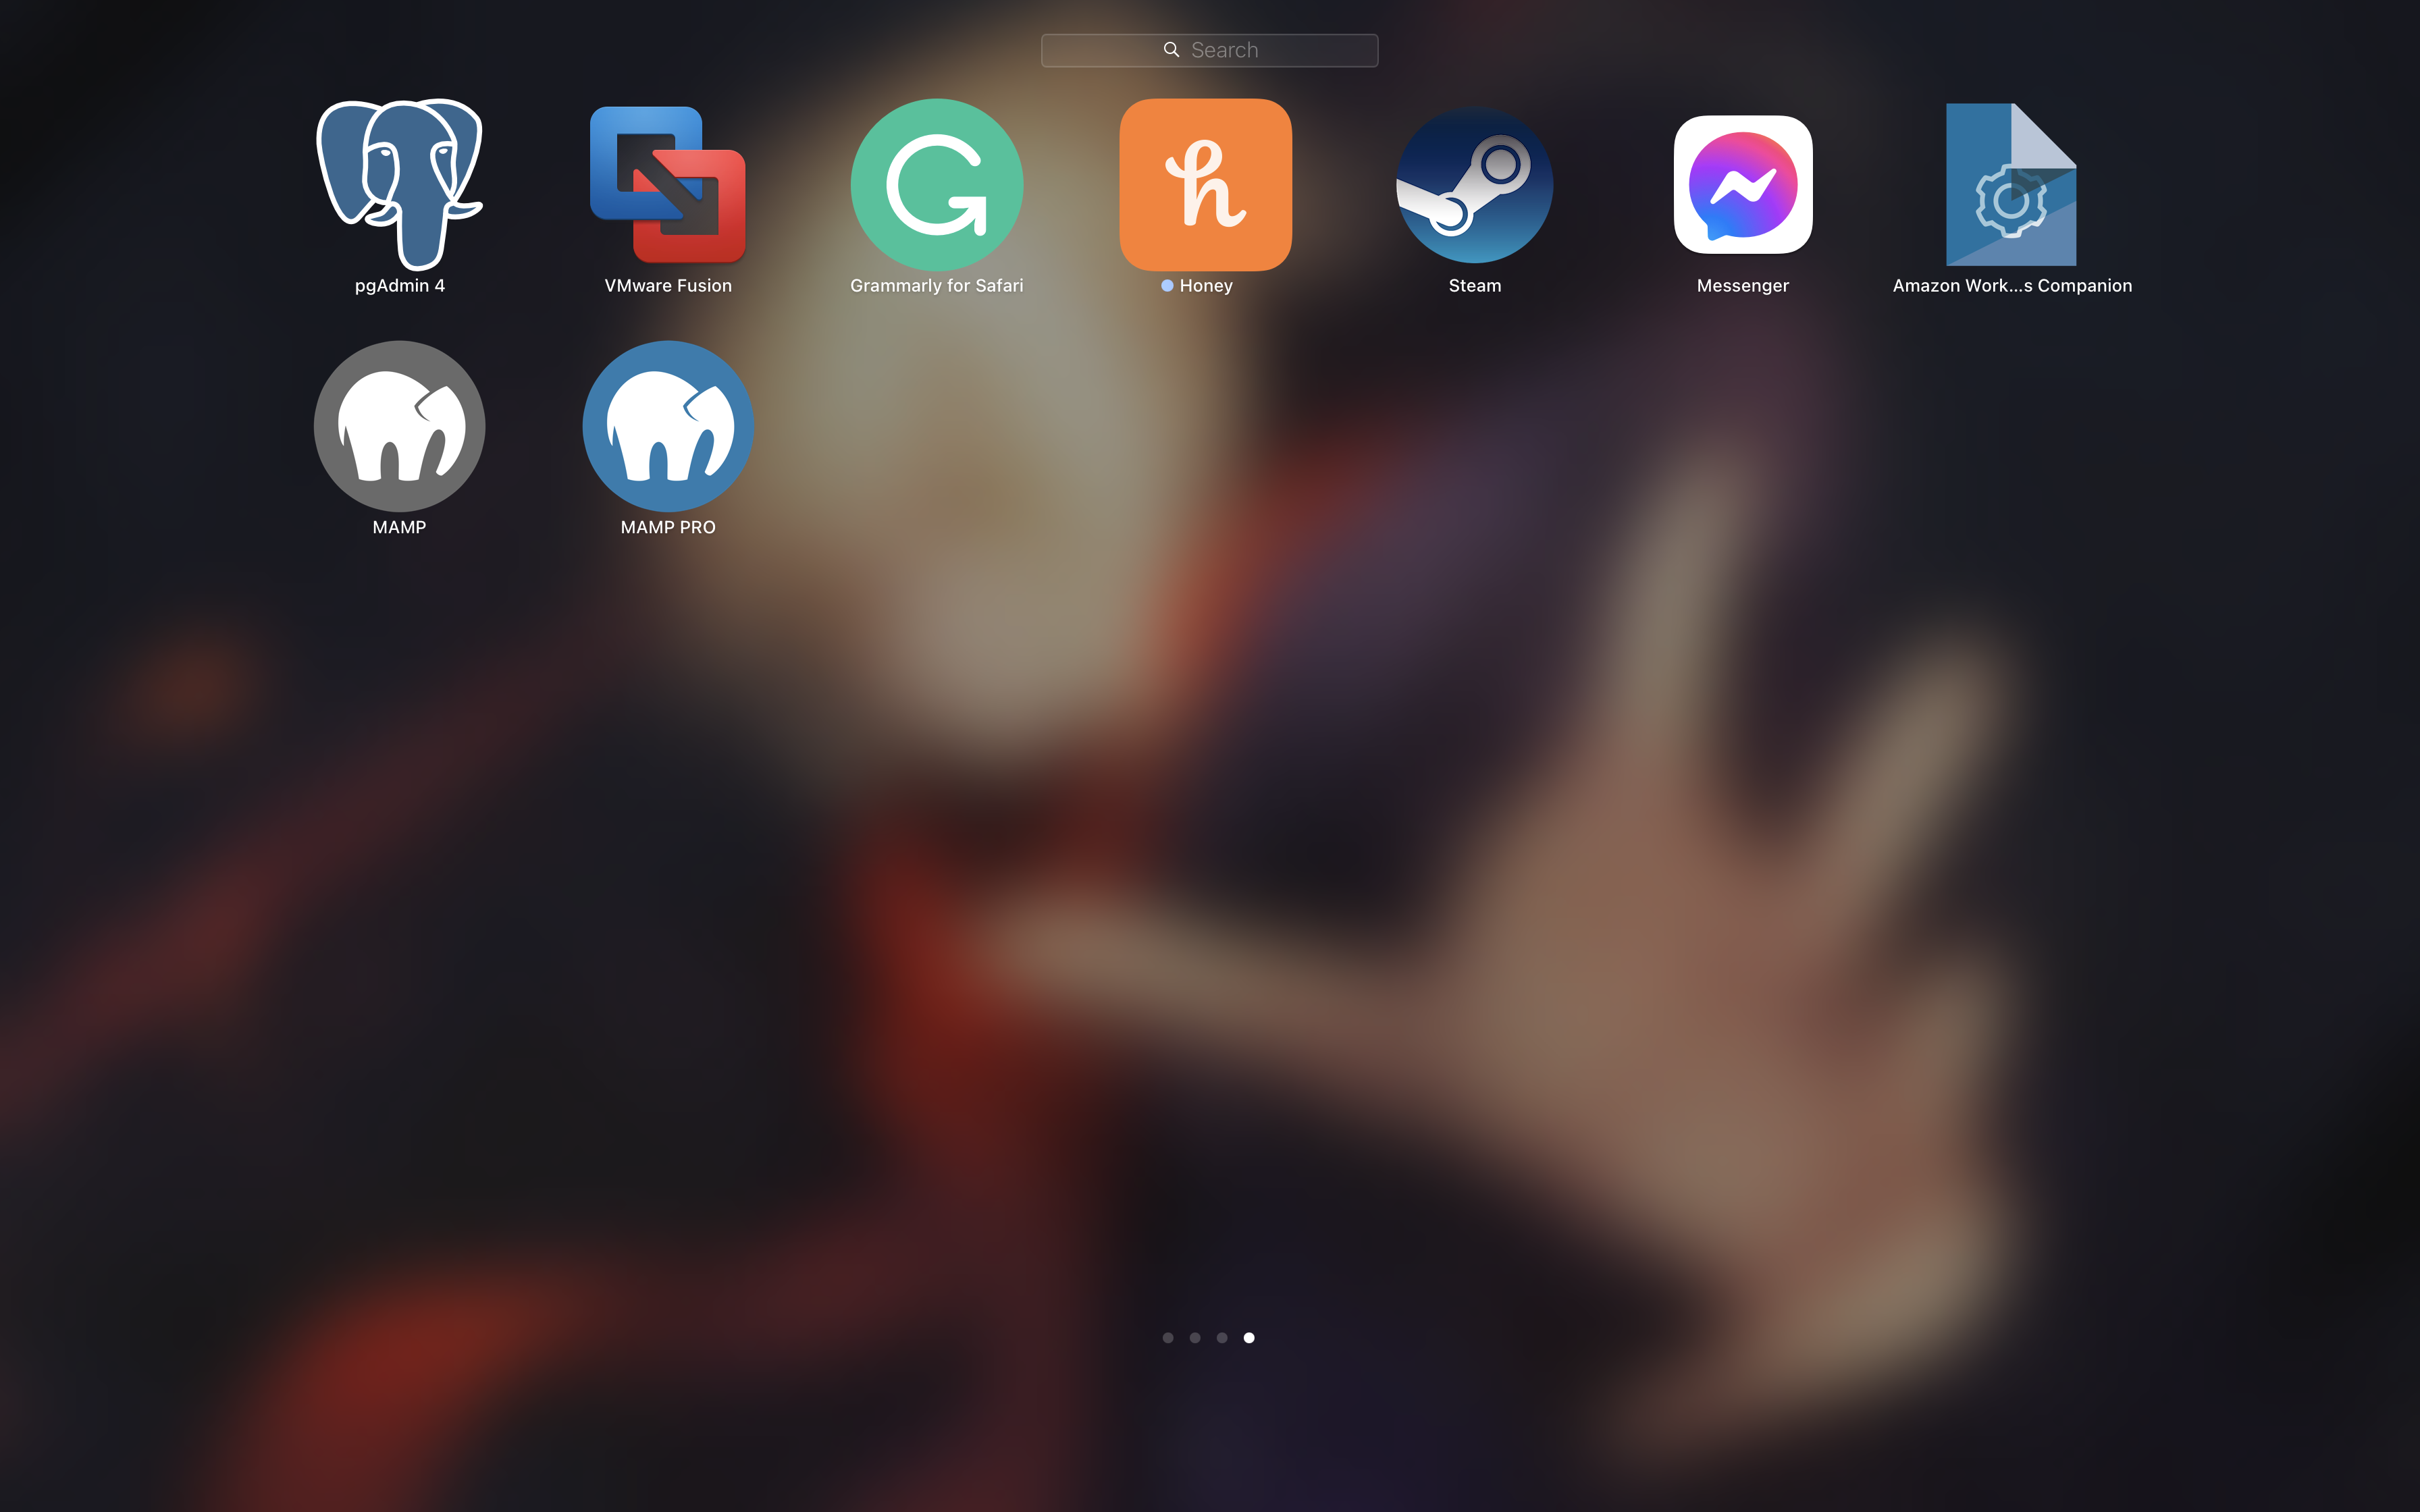 Search
pgAdmin 4
VMware Fusion
Grammarly for Safari
Honey
Steam
Messenger
Amazon Work...s Companion
MAMP
MAMP PRO